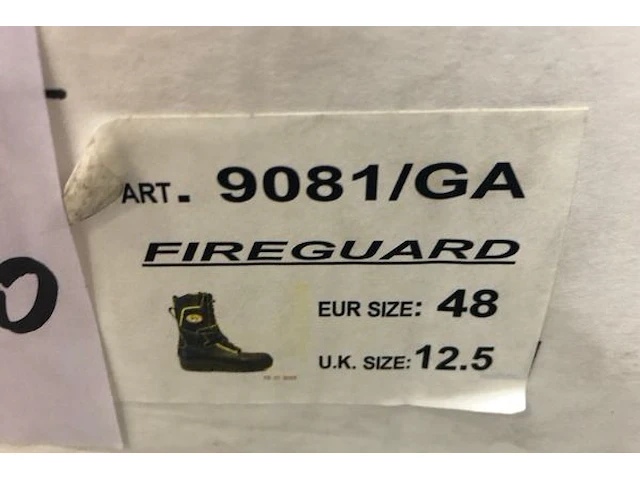 ART. 9081/GA
FIREGUARD
EUR SIZE: 48
U.K. SIZE: 12.5